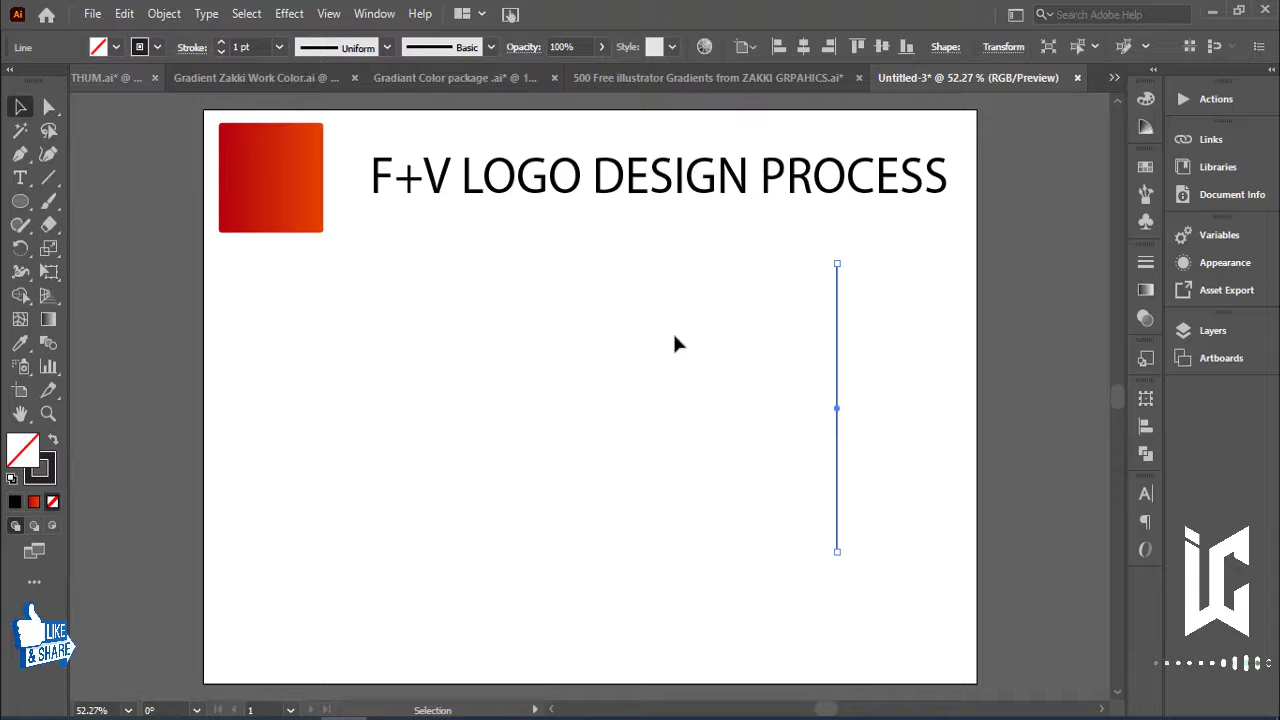 Ai File Edit Object Type Select Effect View Window Help Search Adobe Help
Line Stroke: 1 pt Uniform Basic Opacity: 100% Style: Shape: Transform
THUM.ai* @ ... Gradient Zakki Work Color.ai @ ... Gradiant Color package .ai* @ 1... 500 Free illustrator Gradients from ZAKKI GRPAHICS.ai* Untitled-3* @ 52.27 % (RGB/Preview)
F+V LOGO DESIGN PROCESS
Actions
Links
Libraries
Document Info
Variables
Appearance
Asset Export
Layers
Artboards
LIKE
& SHARE
52.27% 0° 1 Selection